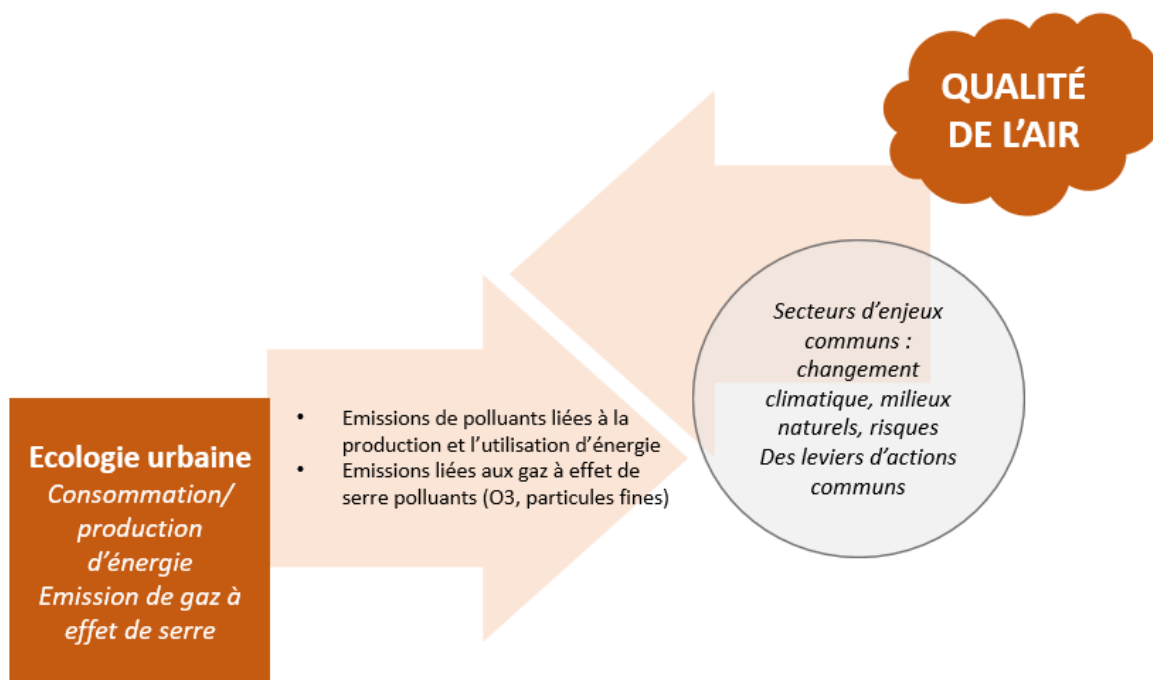 QUALITÉ
DE L’AIR
Secteurs d’enjeux
communs :
changement
climatique, milieux
naturels, risques
Des leviers d’actions
communs
• Emissions de polluants liées à la
production et l’utilisation d’énergie
• Emissions liées aux gaz à effet de
serre polluants (O3, particules fines)
Ecologie urbaine
Consommation/
production
d’énergie
Emission de gaz à
effet de serre